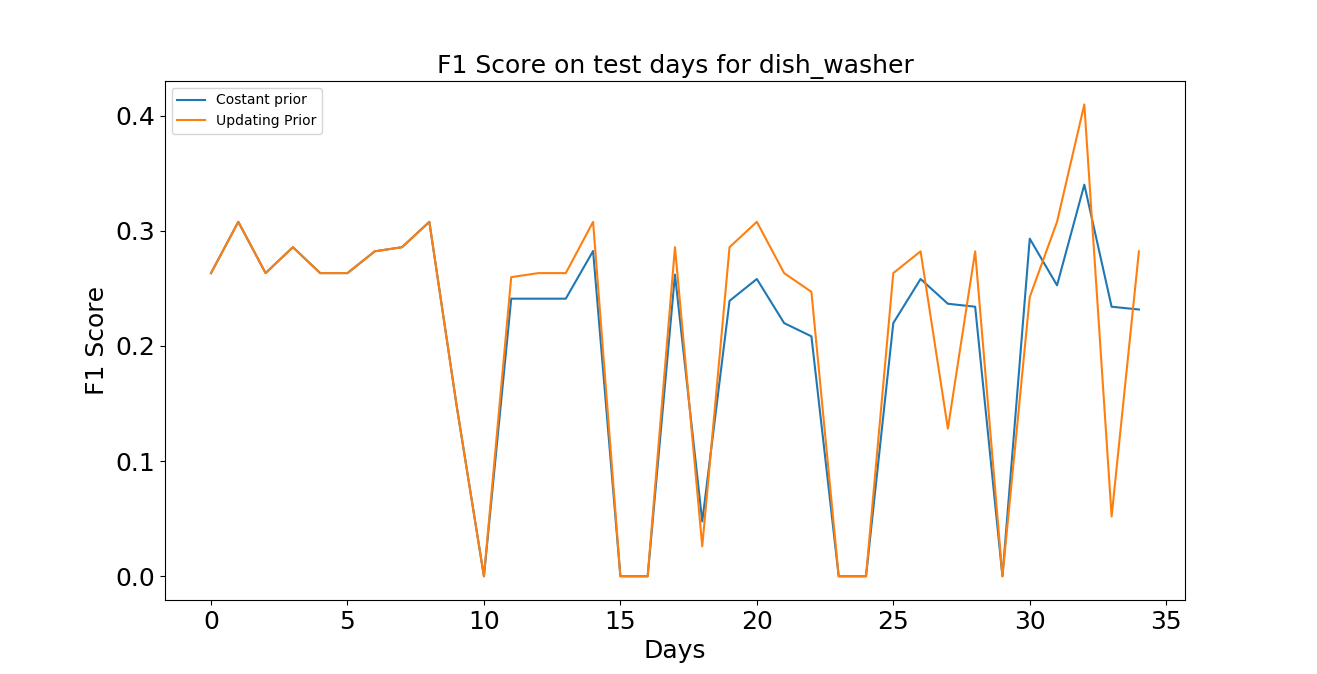 F1 Score on test days for dish_washer
Costant prior
Updating Prior
F1 Score
0.4
0.3
0.2
0.1
0.0
0 5 10 15 20 25 30 35
Days